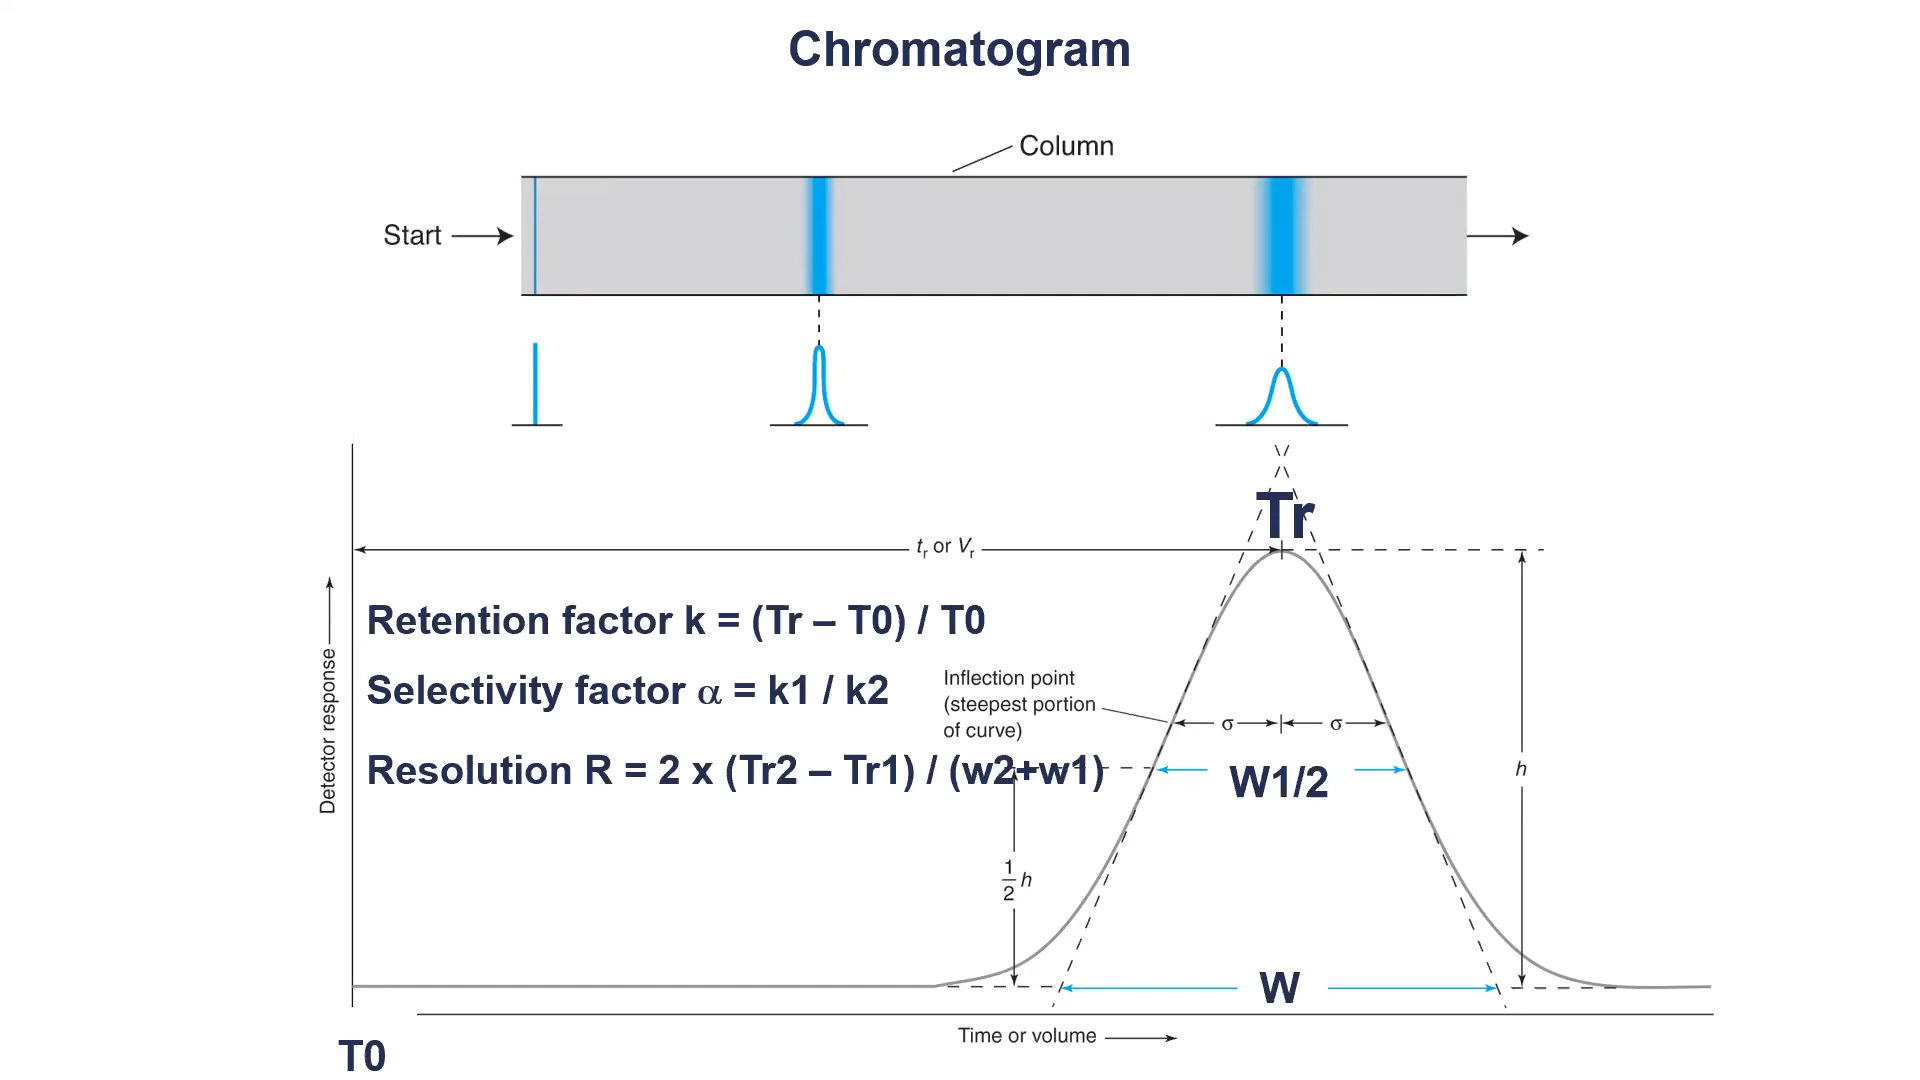 Chromatogram
Column
Start
Tr
tr or Vr
Retention factor k = (Tr – T0) / T0
Detector response
Inflection point
(steepest portion
of curve)
Selectivity factor α = k1 / k2
σ σ
Resolution R = 2 x (Tr2 – Tr1) / (w2+w1)
W1/2
h
1/2 h
W
Time or volume
T0